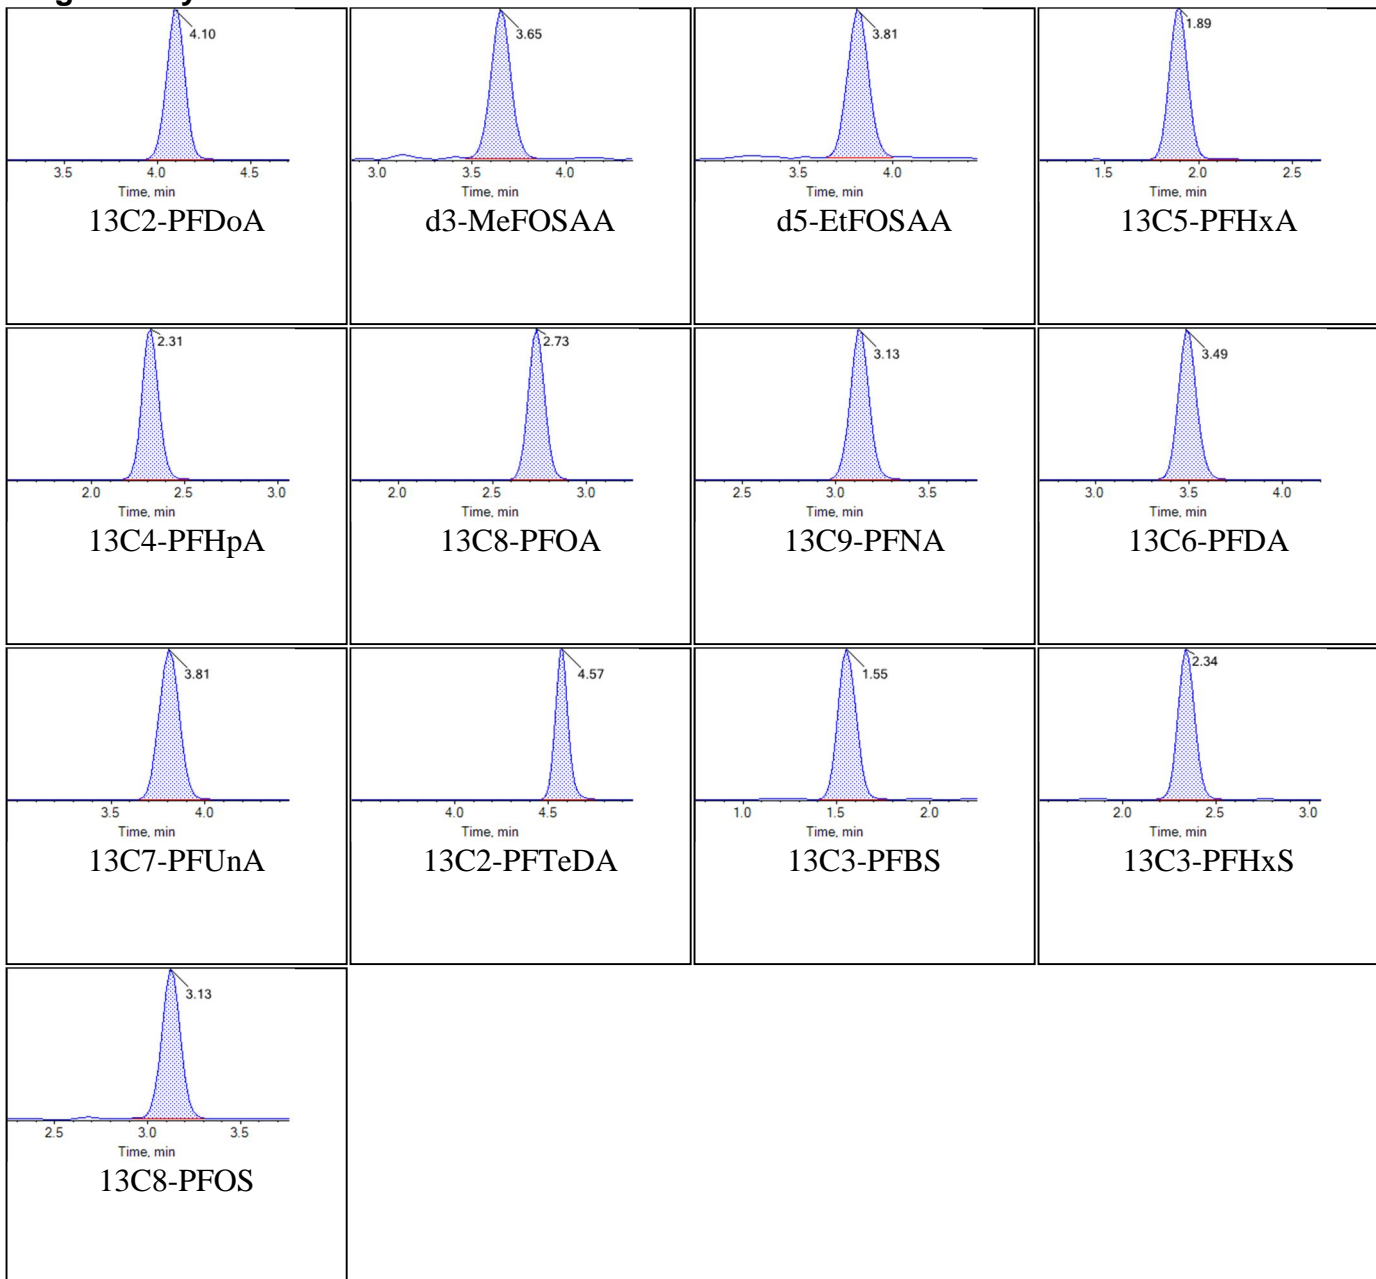 4.10
3.5 4.0 4.5
Time, min
13C2-PFDoA
3.65
3.0 3.5 4.0
Time, min
d3-MeFOSAA
3.81
3.5 4.0
Time, min
d5-EtFOSAA
1.89
1.5 2.0 2.5
Time, min
13C5-PFHxA
2.31
2.0 2.5 3.0
Time, min
13C4-PFHpA
2.73
2.0 2.5 3.0
Time, min
13C8-PFOA
3.13
2.5 3.0 3.5
Time, min
13C9-PFNA
3.49
3.0 3.5 4.0
Time, min
13C6-PFDA
3.81
3.5 4.0
Time, min
13C7-PFUnA
4.57
4.0 4.5
Time, min
13C2-PFTeDA
1.55
1.0 1.5 2.0
Time, min
13C3-PFBS
2.34
2.0 2.5 3.0
Time, min
13C3-PFHxS
3.13
2.5 3.0 3.5
Time, min
13C8-PFOS